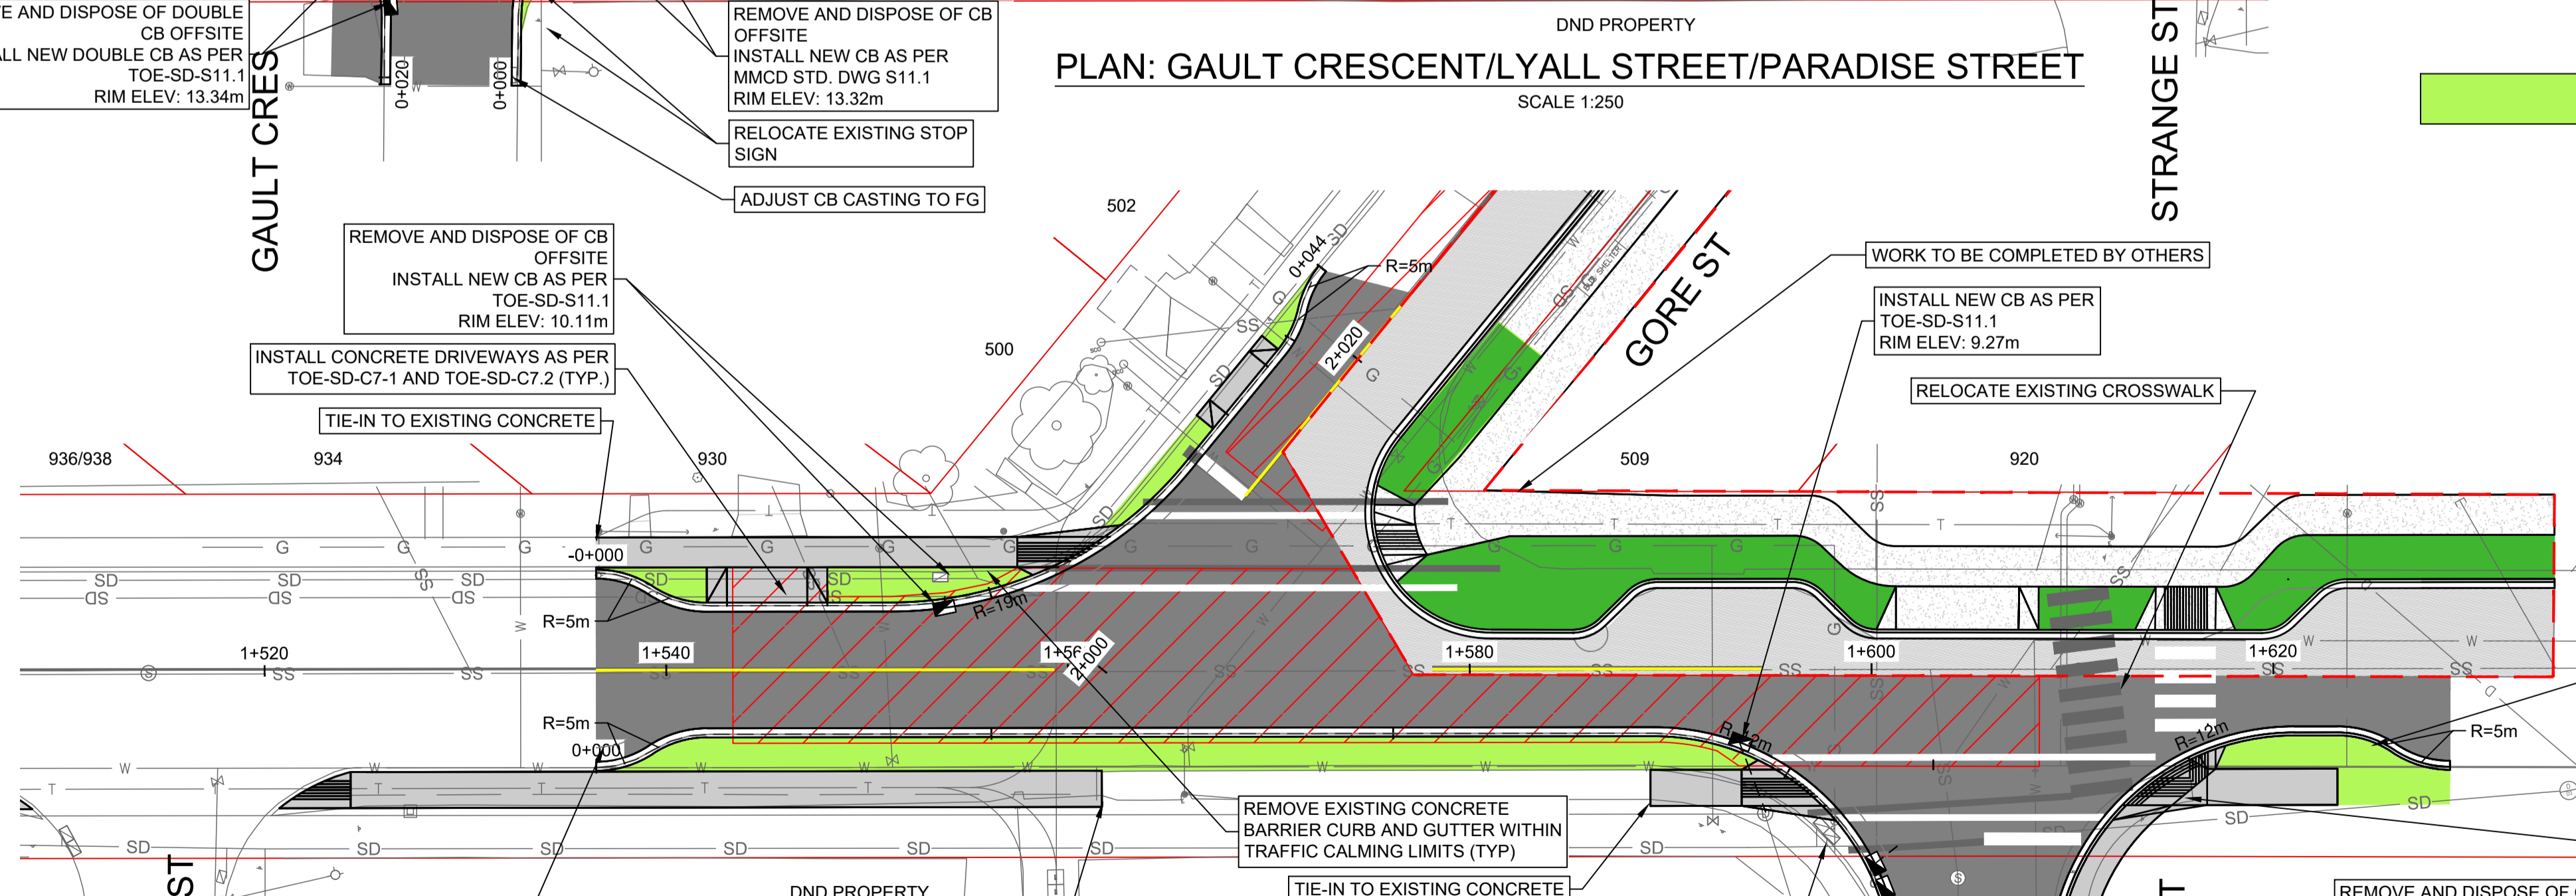 E AND DISPOSE OF DOUBLE
CB OFFSITE
ALL NEW DOUBLE CB AS PER
TOE-SD-S11.1
RIM ELEV: 13.34m
GAULT CRES
0+020
0+000
REMOVE AND DISPOSE OF CB
OFFSITE
INSTALL NEW CB AS PER
MMCD STD. DWG S11.1
RIM ELEV: 13.32m
RELOCATE EXISTING STOP
SIGN
ADJUST CB CASTING TO FG
DND PROPERTY
PLAN: GAULT CRESCENT/LYALL STREET/PARADISE STREET
SCALE 1:250
STRANGE ST
REMOVE AND DISPOSE OF CB
OFFSITE
INSTALL NEW CB AS PER
TOE-SD-S11.1
RIM ELEV: 10.11m
INSTALL CONCRETE DRIVEWAYS AS PER
TOE-SD-C7-1 AND TOE-SD-C7.2 (TYP.)
TIE-IN TO EXISTING CONCRETE
502
500
0+044
R=5m
2+020
BUS SHELTER
GORE ST
WORK TO BE COMPLETED BY OTHERS
INSTALL NEW CB AS PER
TOE-SD-S11.1
RIM ELEV: 9.27m
RELOCATE EXISTING CROSSWALK
936/938
934
930
509
920
-0+000
R=5m
R=19m
1+520
1+540
1+56
2+000
1+580
1+600
1+620
R=5m
0+000
R=12m
R=12m
R=5m
REMOVE EXISTING CONCRETE
BARRIER CURB AND GUTTER WITHIN
TRAFFIC CALMING LIMITS (TYP)
TIE-IN TO EXISTING CONCRETE
DND PROPERTY
ST
REMOVE AND DISPOSE OF